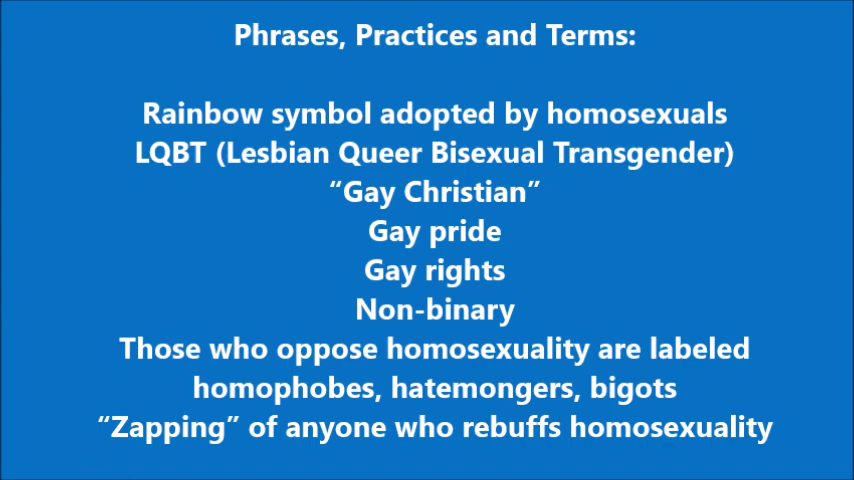 Phrases, Practices and Terms:
Rainbow symbol adopted by homosexuals
LQBT (Lesbian Queer Bisexual Transgender)
“Gay Christian”
Gay pride
Gay rights
Non-binary
Those who oppose homosexuality are labeled
homophobes, hatemongers, bigots
“Zapping” of anyone who rebuffs homosexuality